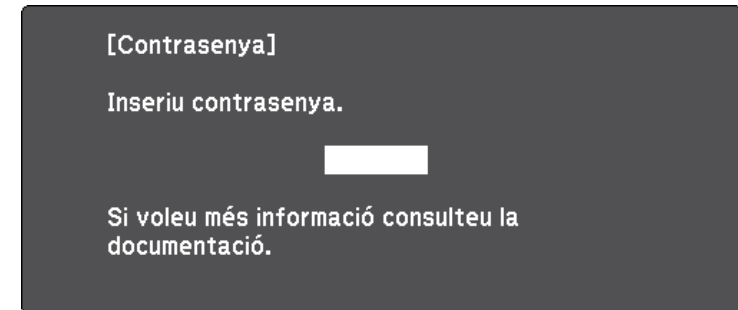 [Contrasenya]
Inseriu contrasenya.
Si voleu més informació consulteu la
documentació.